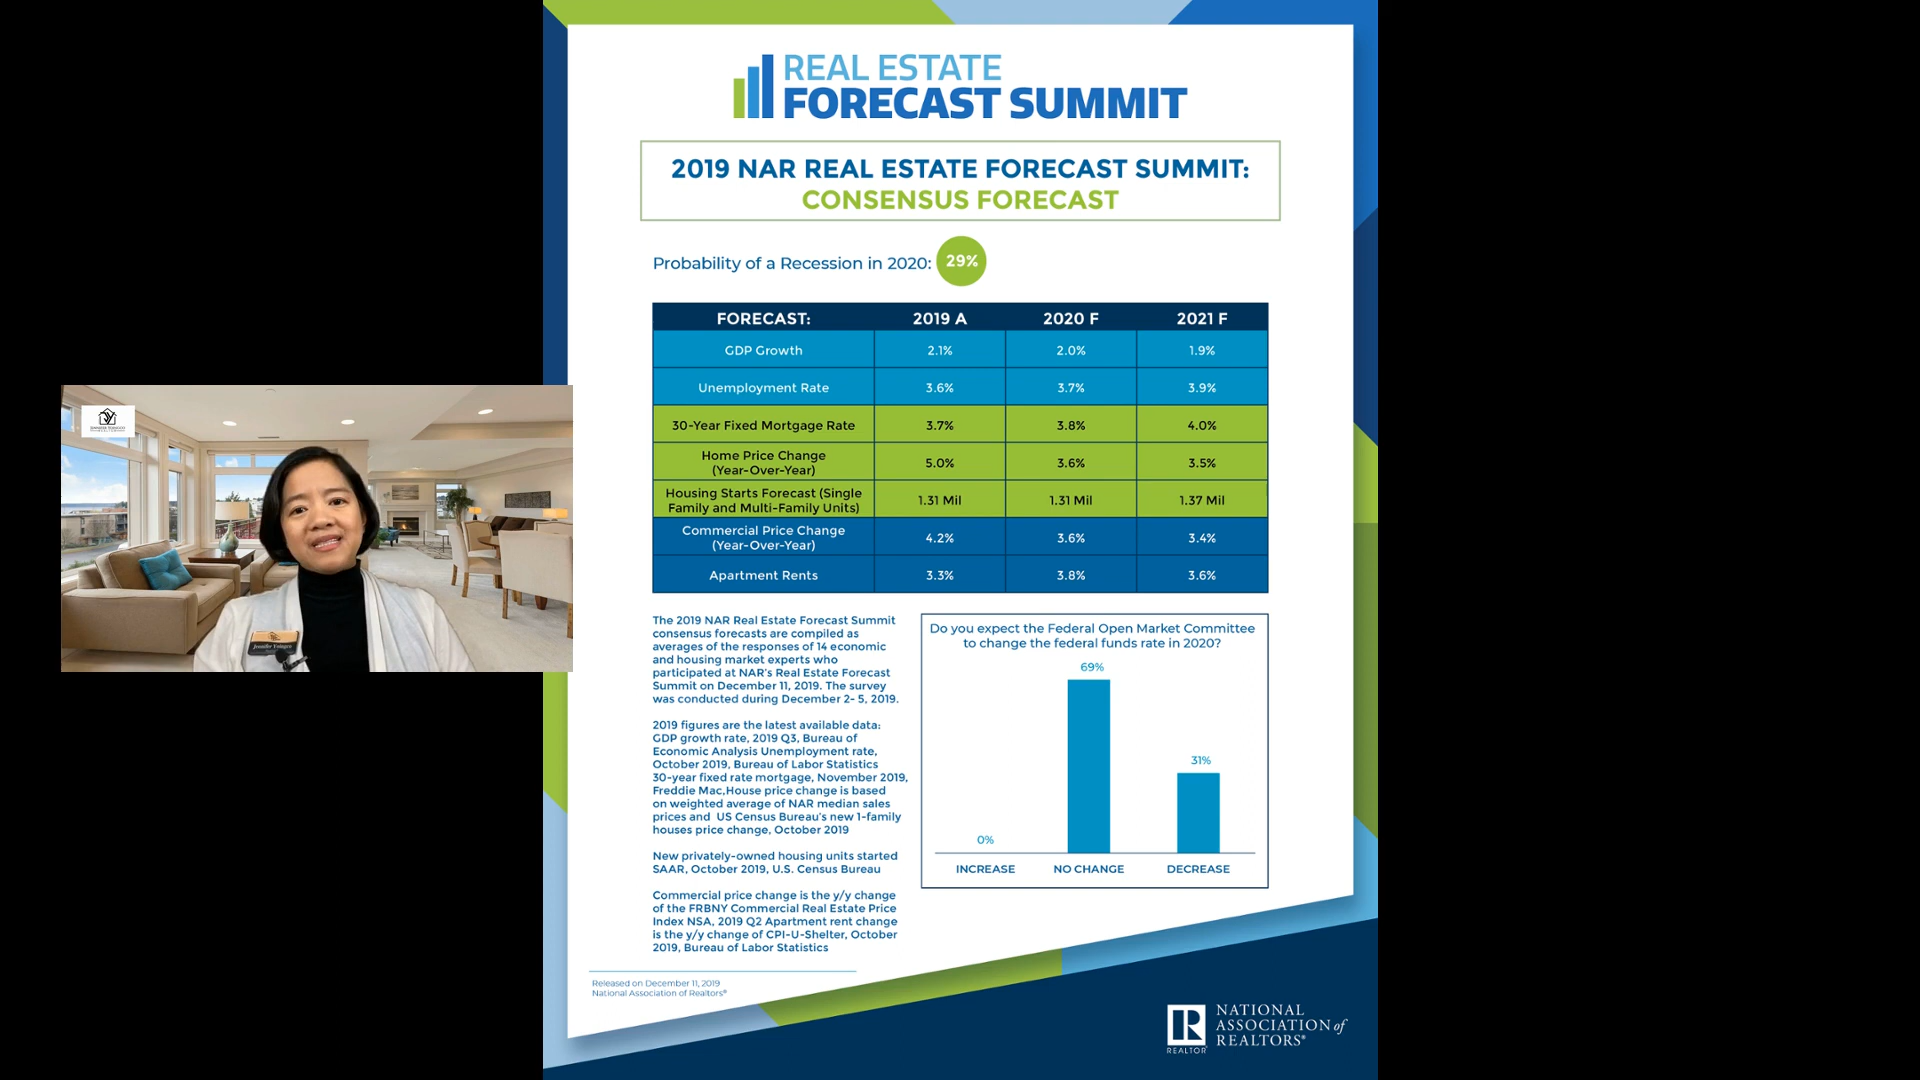 REAL ESTATE
FORECAST SUMMIT
2019 NAR REAL ESTATE FORECAST SUMMIT:
CONSENSUS FORECAST
Probability of a Recession in 2020: 29%
FORECAST: 2019 A 2020 F 2021 F
GDP Growth 2.1% 2.0% 1.9%
Unemployment Rate 3.6% 3.7% 3.9%
30-Year Fixed Mortgage Rate 3.7% 3.8% 4.0%
Home Price Change
(Year-Over-Year) 5.0% 3.6% 3.5%
Housing Starts Forecast (Single
Family and Multi-Family Units) 1.31 Mil 1.31 Mil 1.37 Mil
Commercial Price Change
(Year-Over-Year) 4.2% 3.6% 3.4%
Apartment Rents 3.3% 3.8% 3.6%
The 2019 NAR Real Estate Forecast Summit
consensus forecasts are compiled as
averages of the responses of 14 economic
and housing market experts who
participated at NAR's Real Estate Forecast
Summit on December 11, 2019. The survey
was conducted during December 2- 5, 2019.
2019 figures are the latest available data:
GDP growth rate, 2019 Q3, Bureau of
Economic Analysis Unemployment rate,
October 2019, Bureau of Labor Statistics
30-year fixed rate mortgage, November 2019,
Freddie Mac,House price change is based
on weighted average of NAR median sales
prices and US Census Bureau's new 1-family
houses price change, October 2019
New privately-owned housing units started
SAAR, October 2019, U.S. Census Bureau
Commercial price change is the y/y change
of the FRBNY Commercial Real Estate Price
Index NSA, 2019 Q2 Apartment rent change
is the y/y change of CPI-U-Shelter, October
2019, Bureau of Labor Statistics
Do you expect the Federal Open Market Committee
to change the federal funds rate in 2020?
69%
31%
0%
INCREASE NO CHANGE DECREASE
Released on December 11, 2019
National Association of Realtors®
REALTOR®
NATIONAL
ASSOCIATION of
REALTORS®